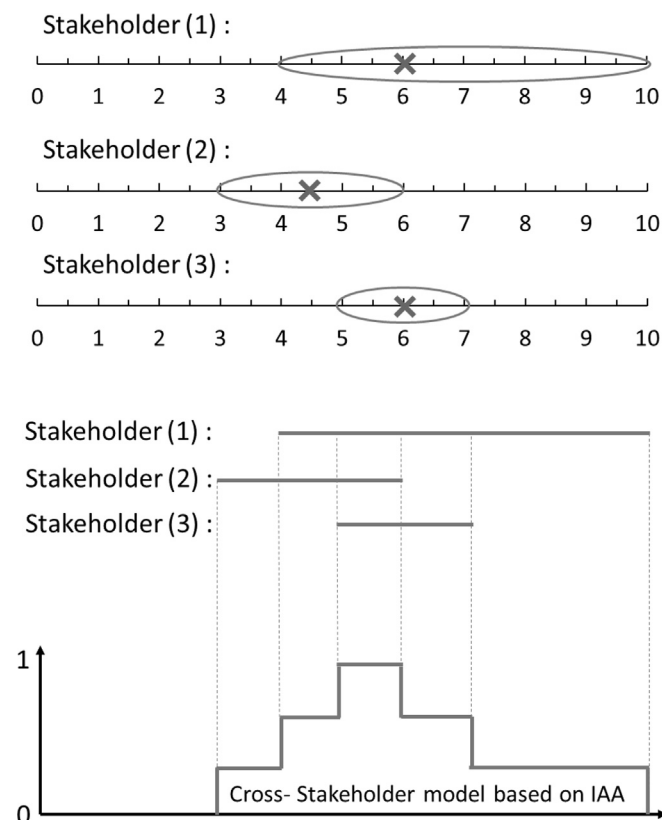 Stakeholder (1) :
0 1 2 3 4 5 6 7 8 9 10
Stakeholder (2) :
0 1 2 3 4 5 6 7 8 9 10
Stakeholder (3) :
0 1 2 3 4 5 6 7 8 9 10
Stakeholder (1) :
Stakeholder (2) :
Stakeholder (3) :
1
Cross- Stakeholder model based on IAA
0